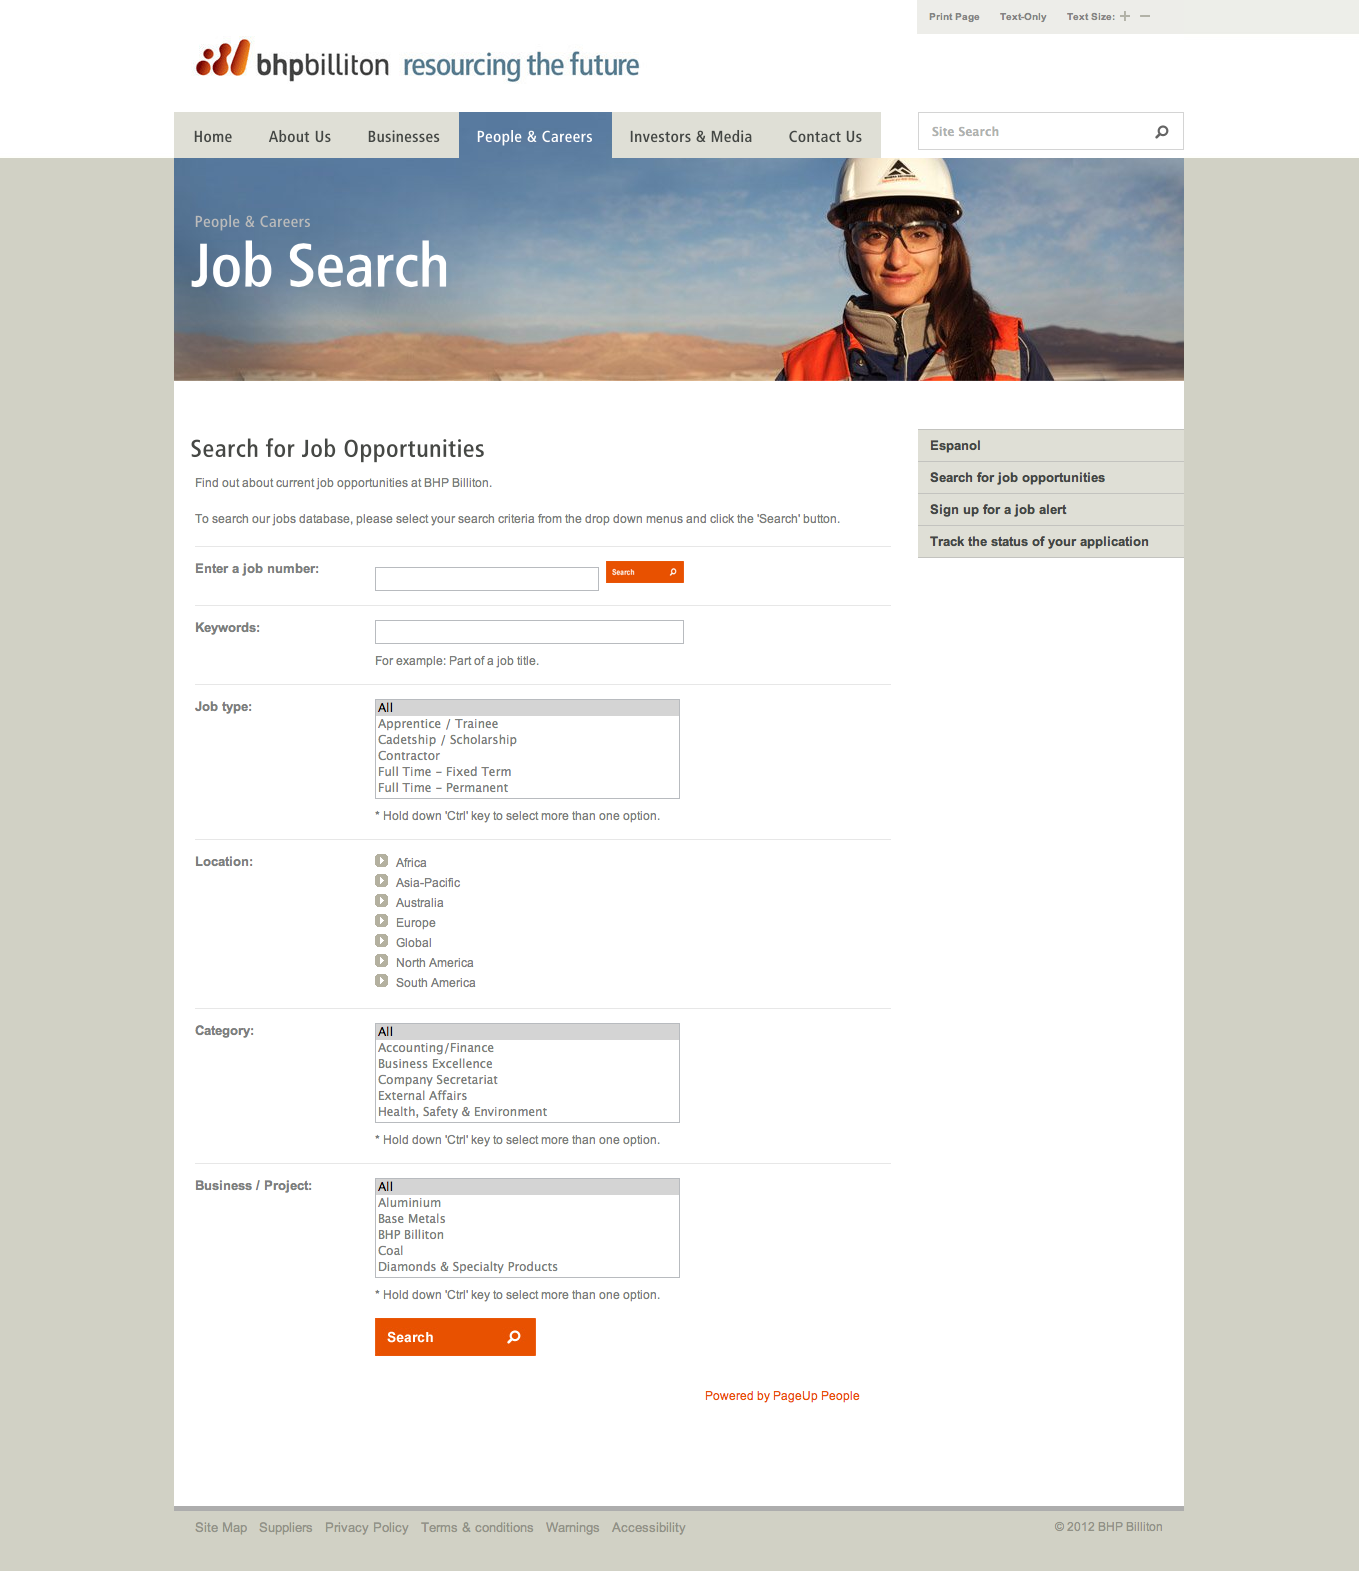 Print Page Text-Only Text Size: + −
bhpbilliton resourcing the future
Home About Us Businesses People & Careers Investors & Media Contact Us Site Search
People & Careers
Job Search
Search for Job Opportunities
Find out about current job opportunities at BHP Billiton.
To search our jobs database, please select your search criteria from the drop down menus and click the 'Search' button.
Enter a job number: Search
Keywords:
For example: Part of a job title.
Job type: All
Apprentice / Trainee
Cadetship / Scholarship
Contractor
Full Time – Fixed Term
Full Time – Permanent
* Hold down 'Ctrl' key to select more than one option.
Location: Africa
Asia-Pacific
Australia
Europe
Global
North America
South America
Category: All
Accounting/Finance
Business Excellence
Company Secretariat
External Affairs
Health, Safety & Environment
* Hold down 'Ctrl' key to select more than one option.
Business / Project: All
Aluminium
Base Metals
BHP Billiton
Coal
Diamonds & Specialty Products
* Hold down 'Ctrl' key to select more than one option.
Search
Powered by PageUp People
Espanol
Search for job opportunities
Sign up for a job alert
Track the status of your application
Site Map Suppliers Privacy Policy Terms & conditions Warnings Accessibility © 2012 BHP Billiton